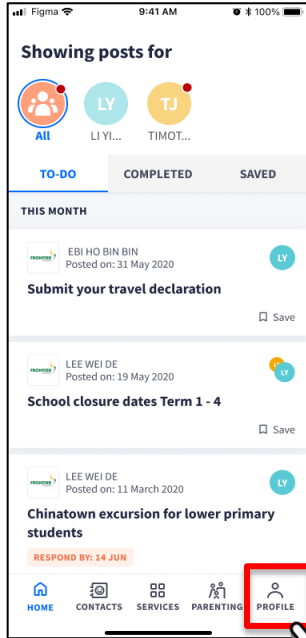 Figma 9:41 AM 100%
Showing posts for
LY TJ
All LI YI... TIMOT...
TO-DO COMPLETED SAVED
THIS MONTH
FRONTIER EBI HO BIN BIN LY
Posted on: 31 May 2020
Submit your travel declaration
Save
FRONTIER LEE WEI DE LY
Posted on: 19 May 2020
School closure dates Term 1 - 4
Save
FRONTIER LEE WEI DE LY
Posted on: 11 March 2020
Chinatown excursion for lower primary
students
RESPOND BY: 14 JUN
HOME CONTACTS SERVICES PARENTING PROFILE